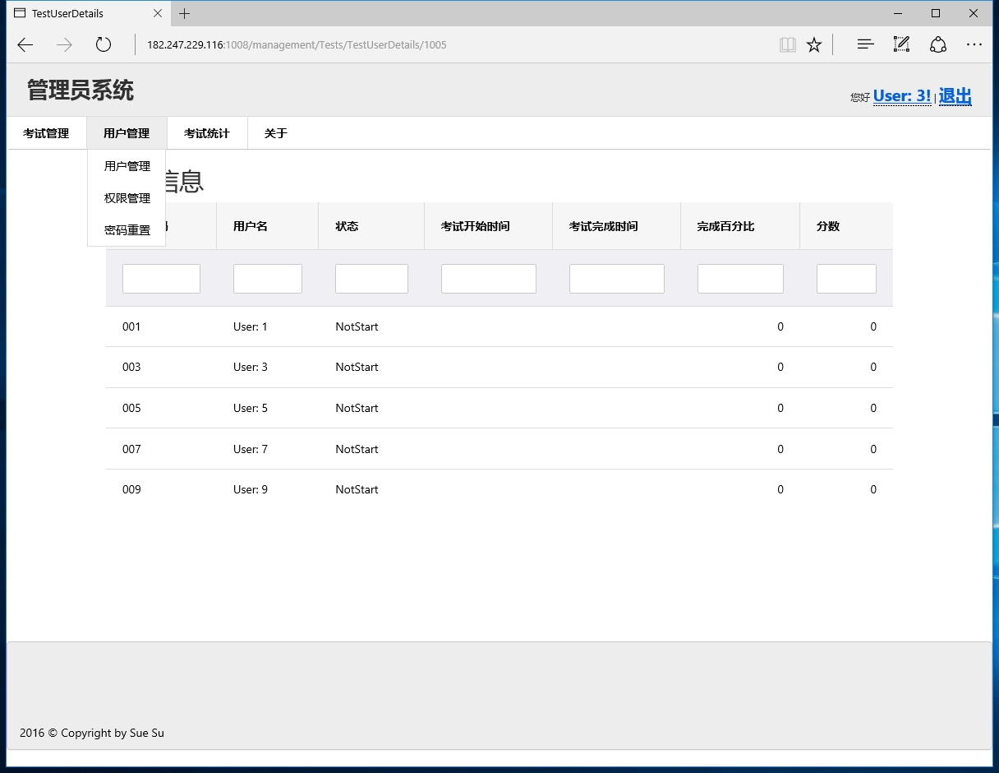 TestUserDetails
182.247.229.116:1008/management/Tests/TestUserDetails/1005
管理员系统
您好 User: 3! | 退出
考试管理 用户管理 考试统计 关于
用户管理
信息
权限管理
密码重置
用户名 状态 考试开始时间 考试完成时间 完成百分比 分数
001 User: 1 NotStart 0 0
003 User: 3 NotStart 0 0
005 User: 5 NotStart 0 0
007 User: 7 NotStart 0 0
009 User: 9 NotStart 0 0
2016 © Copyright by Sue Su